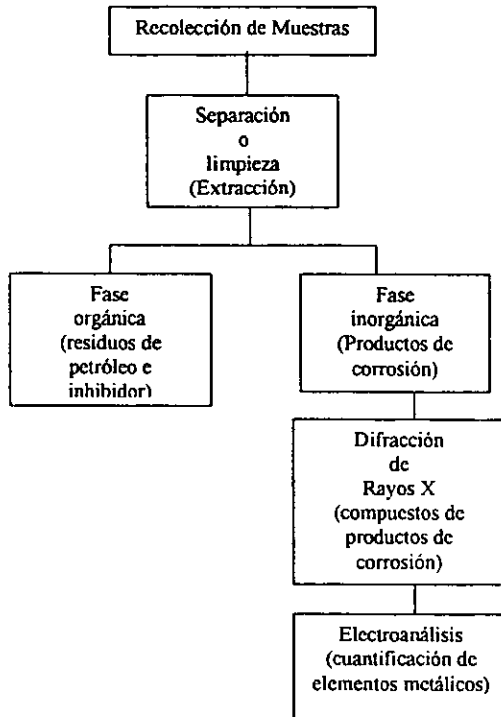 Recolección de Muestras
Separación
o
limpieza
(Extracción)
Fase
orgánica
(residuos de
petróleo e
inhibidor)
Fase
inorgánica
(Productos de
corrosión)
Difracción
de
Rayos X
(compuestos de
productos de
corrosión)
Electroanálisis
(cuantificación de
elementos metálicos)